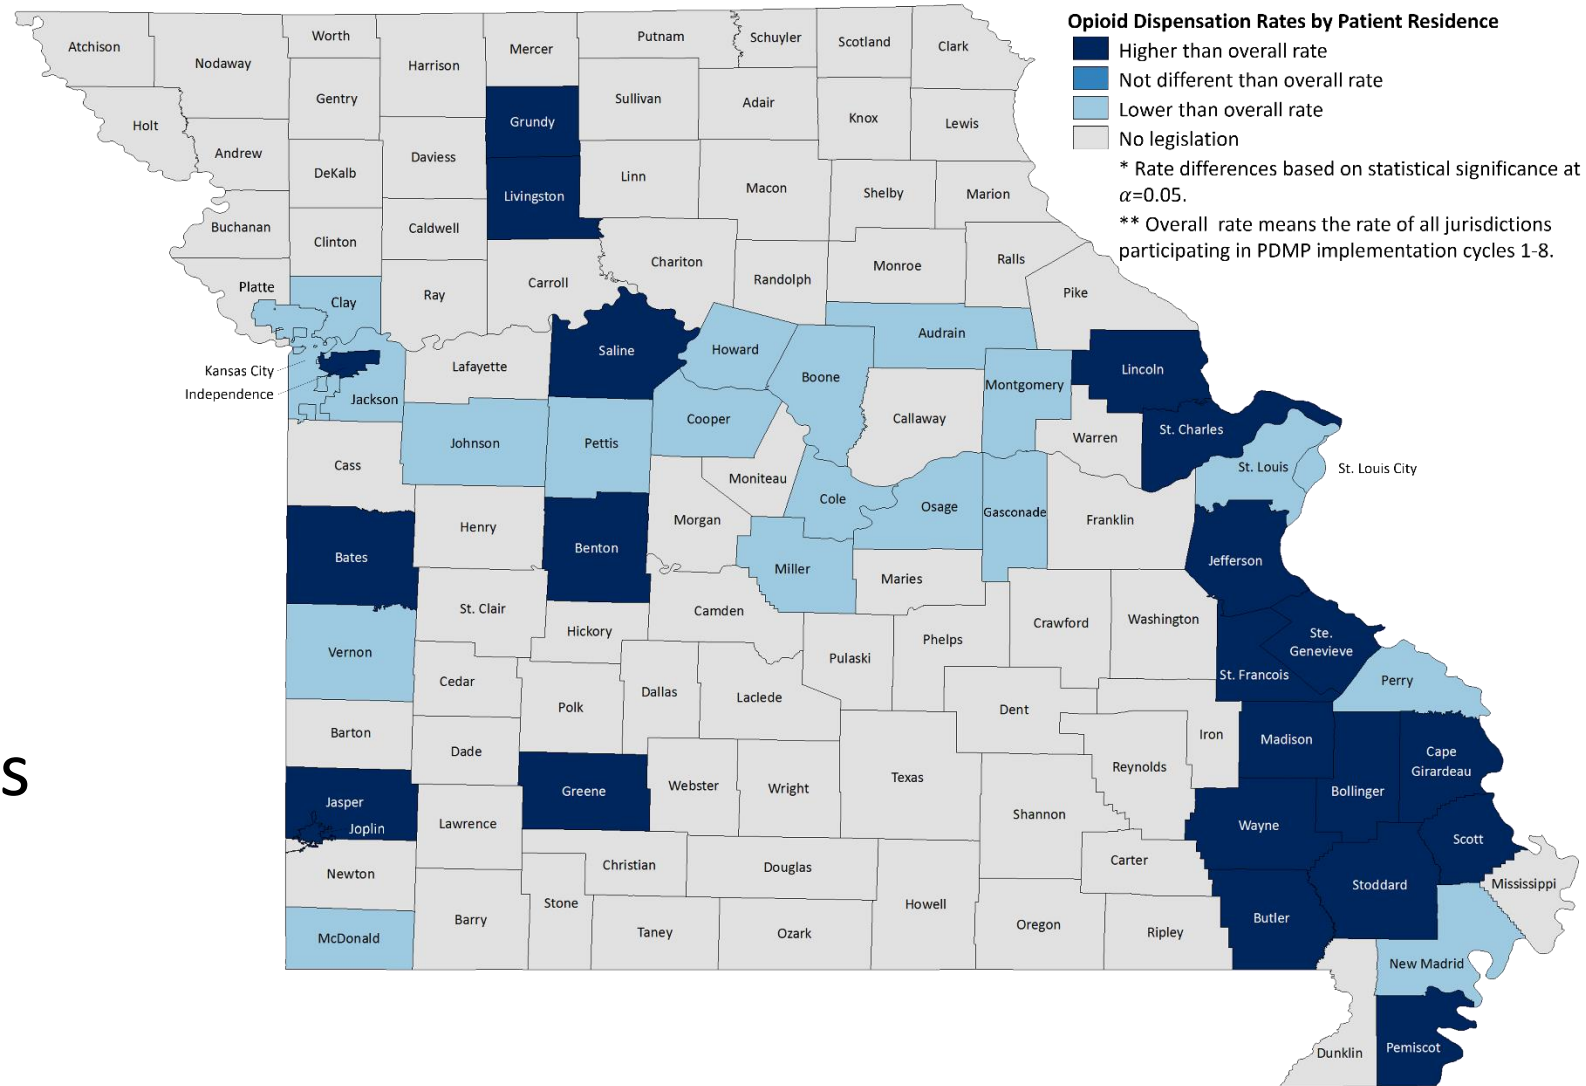 Opioid Dispensation Rates by Patient Residence
Higher than overall rate
Not different than overall rate
Lower than overall rate
No legislation
* Rate differences based on statistical significance at
α=0.05.
** Overall rate means the rate of all jurisdictions
participating in PDMP implementation cycles 1-8.
Atchison
Nodaway
Worth
Harrison
Mercer
Putnam
Schuyler
Scotland
Clark
Gentry
Sullivan
Adair
Knox
Lewis
Holt
Andrew
DeKalb
Daviess
Grundy
Livingston
Linn
Macon
Shelby
Marion
Buchanan
Clinton
Caldwell
Chariton
Randolph
Monroe
Ralls
Pike
Platte
Clay
Ray
Carroll
Kansas City
Independence
Jackson
Lafayette
Saline
Howard
Boone
Audrain
Montgomery
Lincoln
Callaway
Warren
St. Charles
St. Louis
St. Louis City
Cass
Johnson
Pettis
Cooper
Moniteau
Cole
Osage
Gasconade
Franklin
Morgan
Henry
Bates
Benton
Miller
Maries
Jefferson
Vernon
St. Clair
Hickory
Camden
Pulaski
Phelps
Crawford
Washington
Ste.
Genevieve
St. Francois
Perry
Cedar
Polk
Dallas
Laclede
Dent
Iron
Madison
Bollinger
Cape
Girardeau
Barton
Dade
Greene
Webster
Wright
Texas
Reynolds
Shannon
Wayne
Scott
Mississippi
s
Jasper
Joplin
Lawrence
Newton
Christian
Douglas
Carter
Stoddard
McDonald
Barry
Stone
Taney
Ozark
Howell
Oregon
Ripley
Butler
New Madrid
Dunklin
Pemiscot